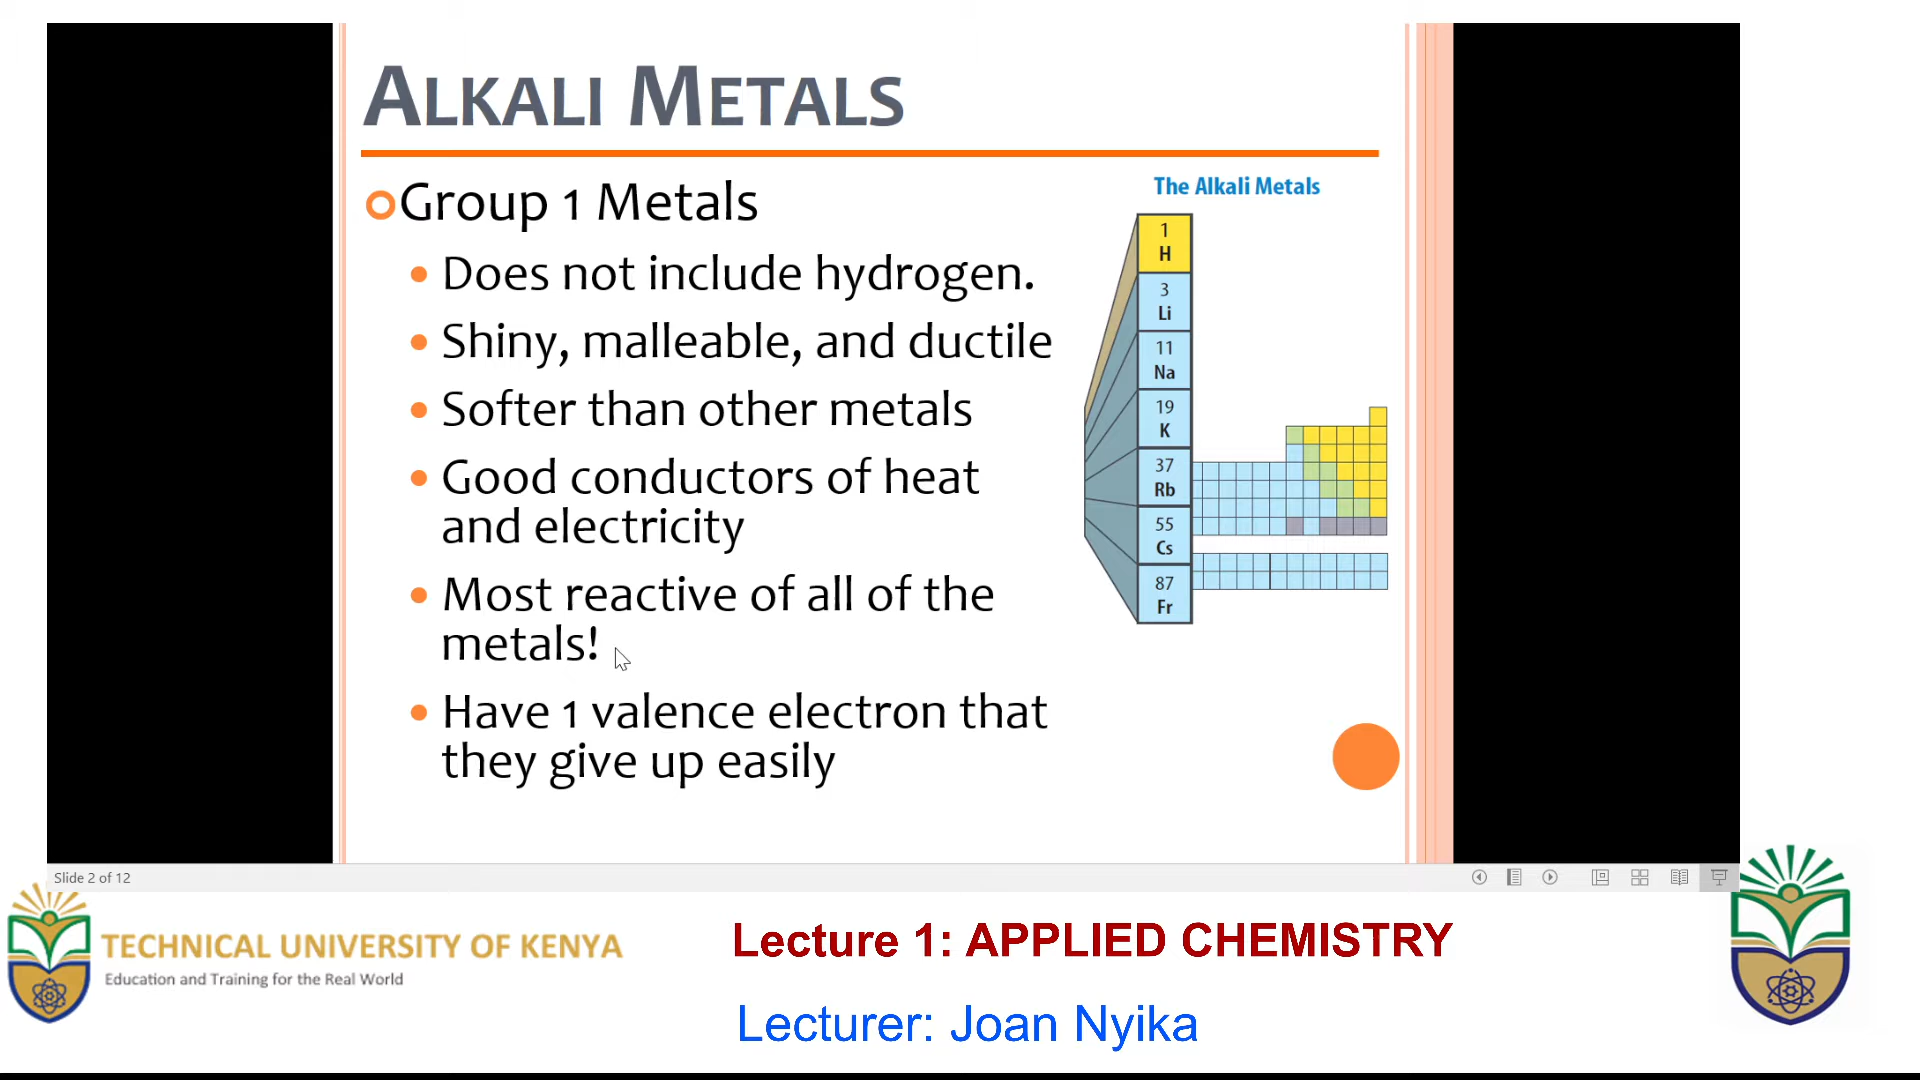 ALKALI METALS
Group 1 Metals
Does not include hydrogen.
Shiny, malleable, and ductile
Softer than other metals
Good conductors of heat
and electricity
Most reactive of all of the
metals!
Have 1 valence electron that
they give up easily
The Alkali Metals
1
H
3
Li
11
Na
19
K
37
Rb
55
Cs
87
Fr
Slide 2 of 12
TECHNICAL UNIVERSITY OF KENYA
Education and Training for the Real World
Lecture 1: APPLIED CHEMISTRY
Lecturer: Joan Nyika